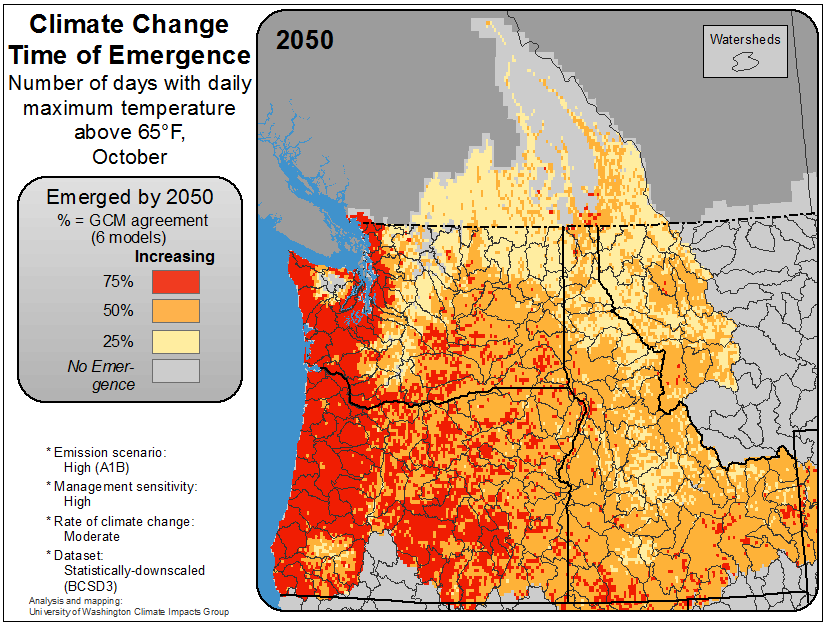 Climate Change
Time of Emergence
Number of days with daily
maximum temperature
above 65°F,
October
2050
Watersheds
Emerged by 2050
% = GCM agreement
(6 models)
Increasing
75%
50%
25%
No Emer-
gence
* Emission scenario:
High (A1B)
* Management sensitivity:
High
* Rate of climate change:
Moderate
* Dataset:
Statistically-downscaled
(BCSD3)
Analysis and mapping:
University of Washington Climate Impacts Group